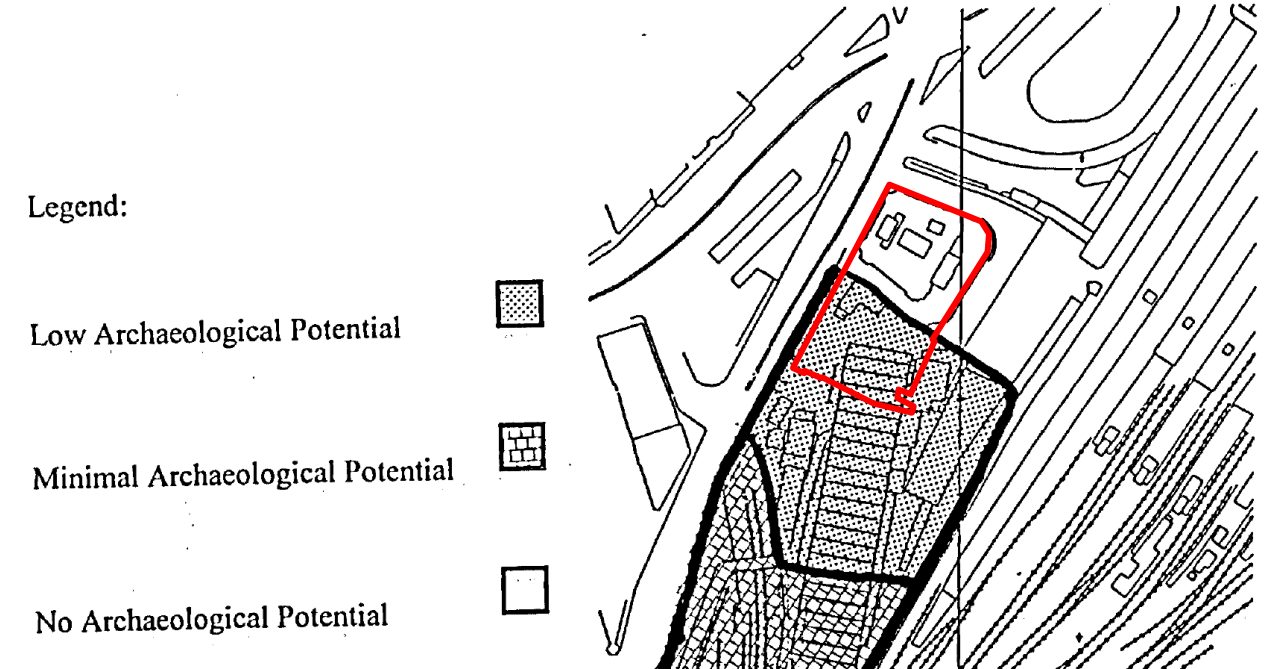 Legend:
Low Archaeological Potential
Minimal Archaeological Potential
No Archaeological Potential